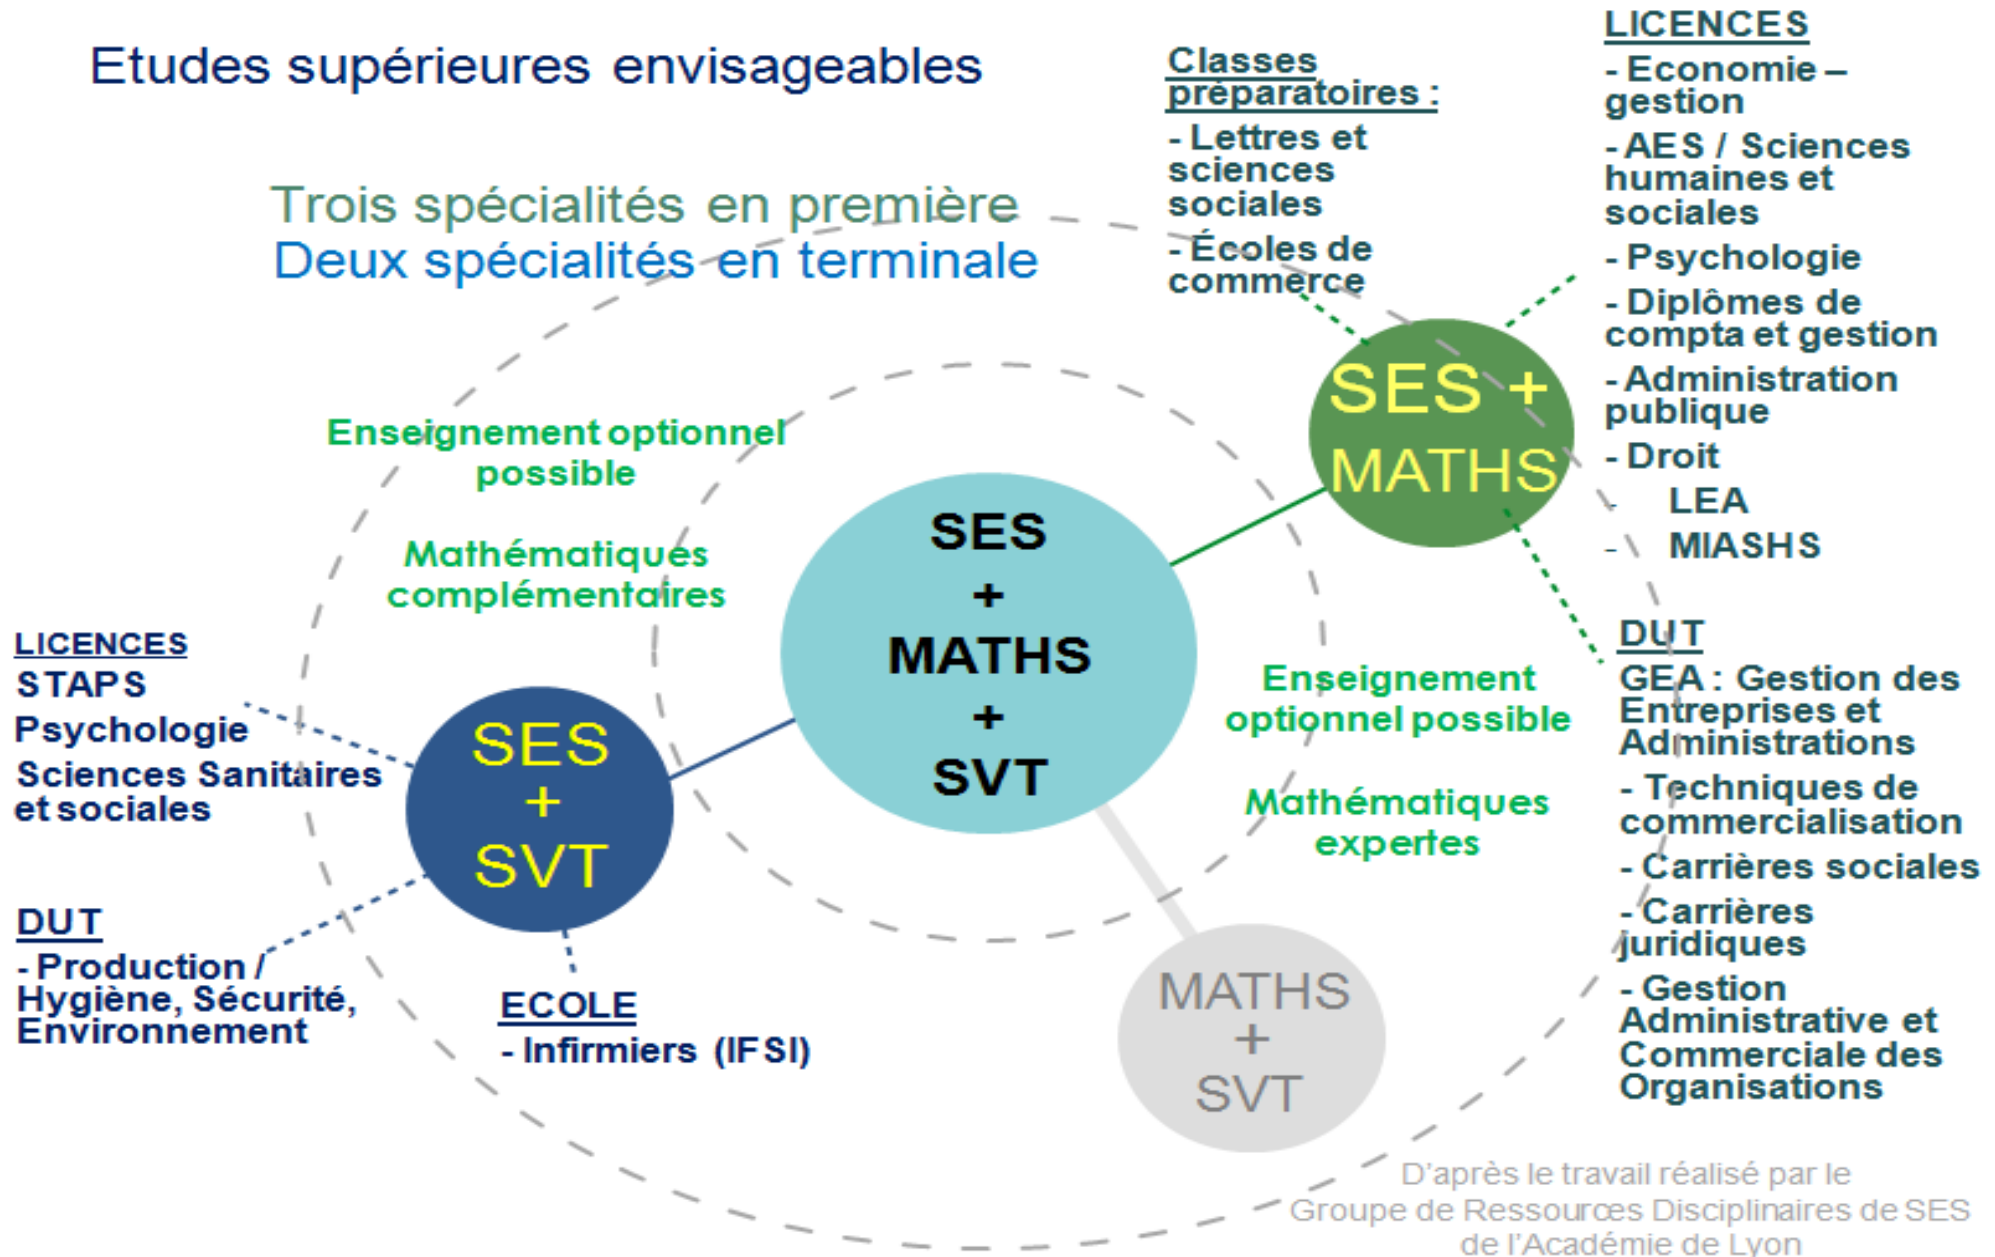 Etudes supérieures envisageables
Trois spécialités en première
Deux spécialités en terminale
Classes
préparatoires :
- Lettres et
sciences
sociales
- Écoles de
commerce
LICENCES
- Economie –
gestion
- AES / Sciences
humaines et
sociales
- Psychologie
- Diplômes de
compta et gestion
- Administration
publique
- Droit
- LEA
- MIASHS
SES +
MATHS
Enseignement optionnel
possible
Mathématiques
complémentaires
SES
+
MATHS
+
SVT
Enseignement
optionnel possible
Mathématiques
expertes
DUT
GEA : Gestion des
Entreprises et
Administrations
- Techniques de
commercialisation
- Carrières sociales
- Carrières
juridiques
- Gestion
Administrative et
Commerciale des
Organisations
LICENCES
STAPS
Psychologie
Sciences Sanitaires
et sociales
SES
+
SVT
DUT
- Production /
Hygiène, Sécurité,
Environnement
ECOLE
- Infirmiers (IFSI)
MATHS
+
SVT
D'après le travail réalisé par le
Groupe de Ressources Disciplinaires de SES
de l'Académie de Lyon